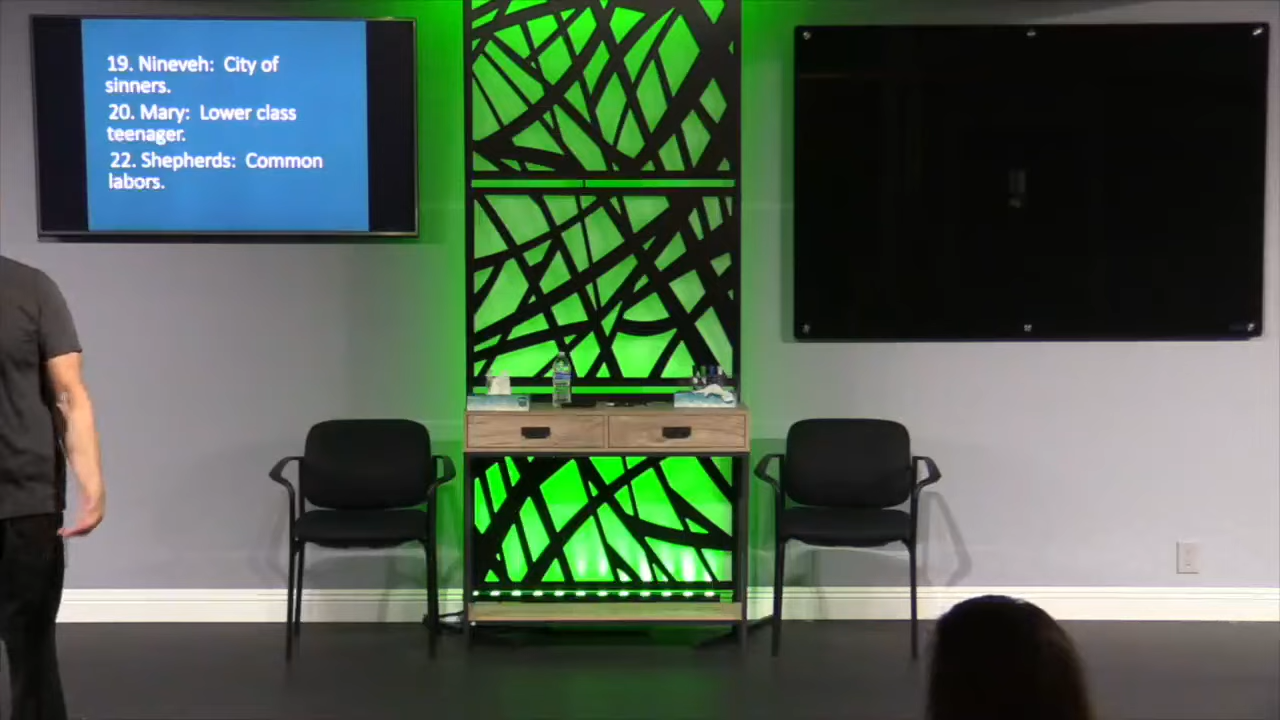 19. Nineveh:  City of
sinners.
20. Mary:  Lower class
teenager.
22. Shepherds:  Common
labors.